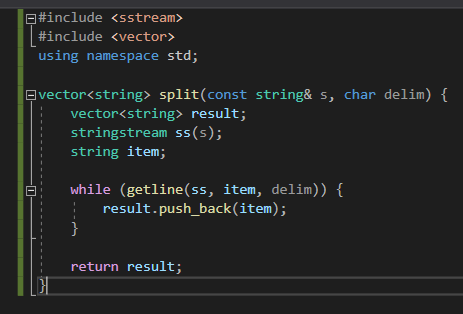 #include <sstream>
#include <vector>
using namespace std;

vector<string> split(const string& s, char delim) {
    vector<string> result;
    stringstream ss(s);
    string item;

    while (getline(ss, item, delim)) {
        result.push_back(item);
    }

    return result;
}